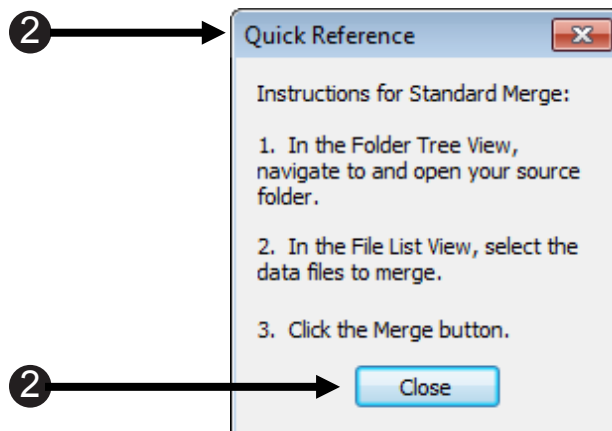 2 Quick Reference
Instructions for Standard Merge:
1. In the Folder Tree View,
navigate to and open your source
folder.
2. In the File List View, select the
data files to merge.
3. Click the Merge button.
2 Close